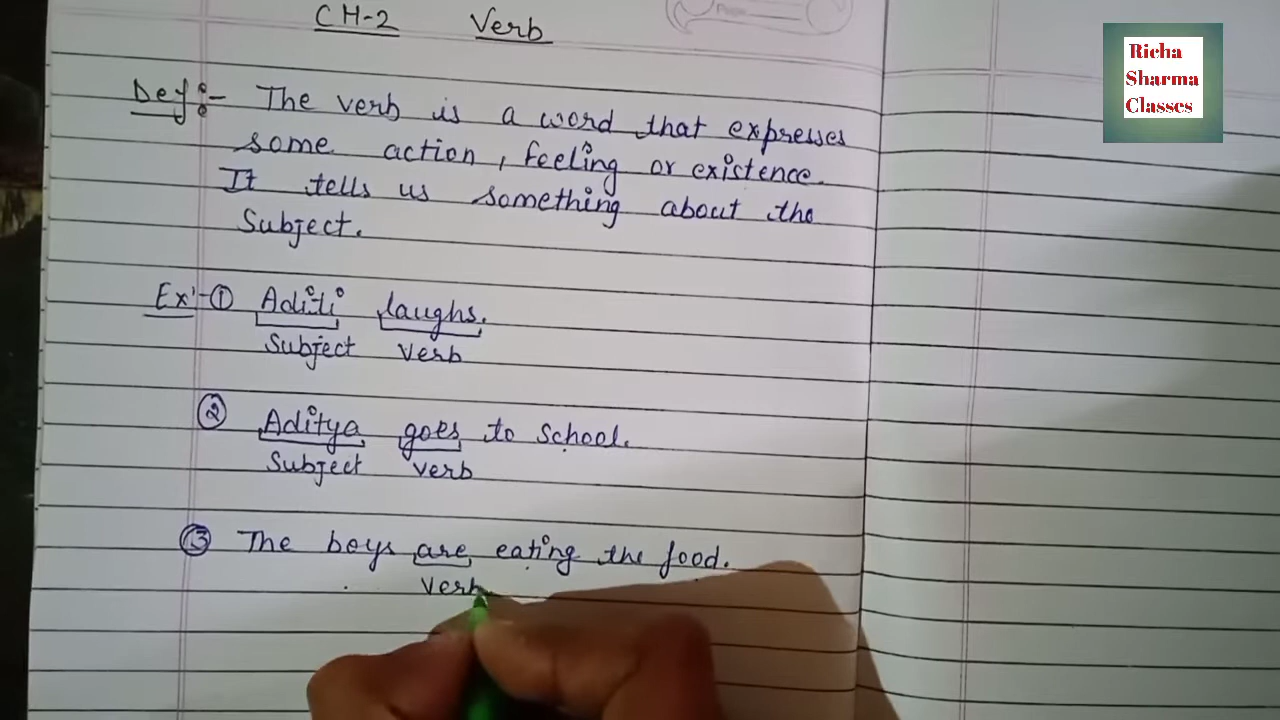 CH-2 Verb
Def:- The verb is a word that expresses
some action, feeling or existence.
It tells us something about the
Subject.
Ex:-① Aditi laughs.
Subject Verb
② Aditya goes to School.
Subject verb
③ The boys are eating the food.
Verb
Richa
Sharma
Classes